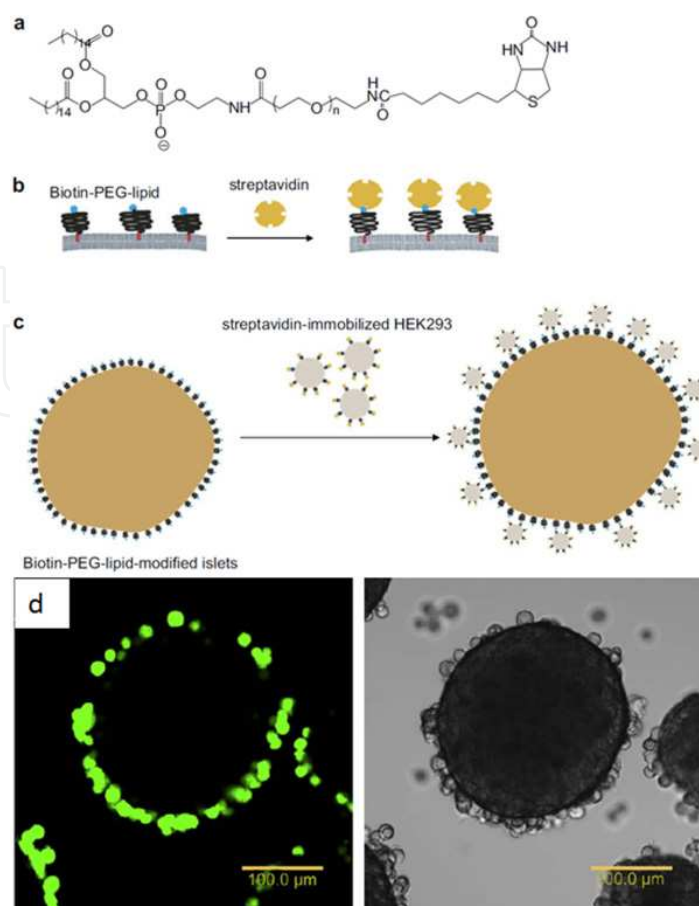 a
O
14
O
O
O
HN
NH
14
O
O
P
O
O
O
NH
O
O
n
H
N
O
S
b
Biotin-PEG-lipid
streptavidin
c
streptavidin-immobilized HEK293
Biotin-PEG-lipid-modified islets
d
100.0 μm
100.0 μm